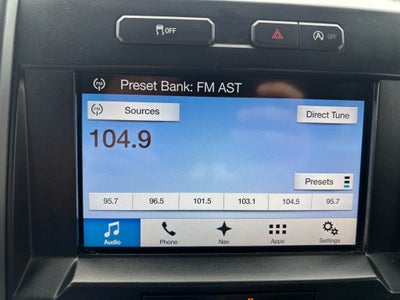 OFF
OFF
Preset Bank: FM AST
Sources
Direct Tune
104.9
Presets
95.7 96.5 101.5 103.1 104.5 95.7
Audio Phone Nav Apps Settings